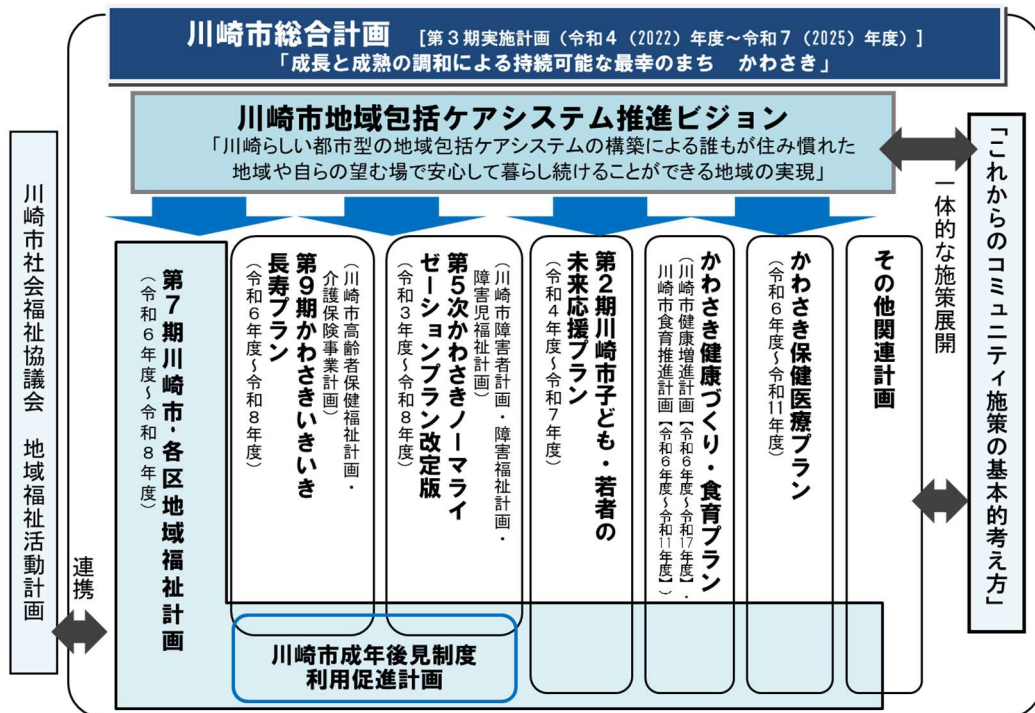 川崎市総合計画 [第3期実施計画（令和4（2022）年度～令和7（2025）年度）]
「成長と成熟の調和による持続可能な最幸のまち　かわさき」
川崎市地域包括ケアシステム推進ビジョン
「川崎らしい都市型の地域包括ケアシステムの構築による誰もが住み慣れた
地域や自らの望む場で安心して暮らし続けることができる地域の実現」
「これからのコミュニティ施策の基本的考え方」
一体的な施策展開
その他関連計画
かわさき保健医療プラン
（令和6年度～令和11年度）
かわさき健康づくり・食育プラン
（川崎市健康増進計画【令和6年度～令和17年度】・
川崎市食育推進計画【令和6年度～令和11年度】）
第2期川崎市子ども・若者の
未来応援プラン
（令和4年度～令和7年度）
（川崎市障害者計画・障害福祉計画・
障害児福祉計画）
第5次かわさきノーマライ
ゼーションプラン改定版
（令和3年度～令和8年度）
（川崎市高齢者保健福祉計画・
介護保険事業計画）
第9期かわさきいきいき
長寿プラン
（令和6年度～令和8年度）
第7期川崎市・各区地域福祉計画
（令和6年度～令和8年度）
川崎市成年後見制度
利用促進計画
連携
川崎市社会福祉協議会　地域福祉活動計画